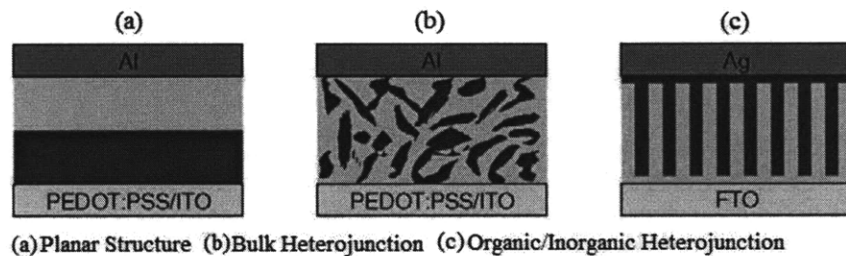 (a) (b) (c)
Al Al Ag
PEDOT:PSS/ITO PEDOT:PSS/ITO FTO
(a)Planar Structure (b)Bulk Heterojunction (c)Organic/Inorganic Heterojunction